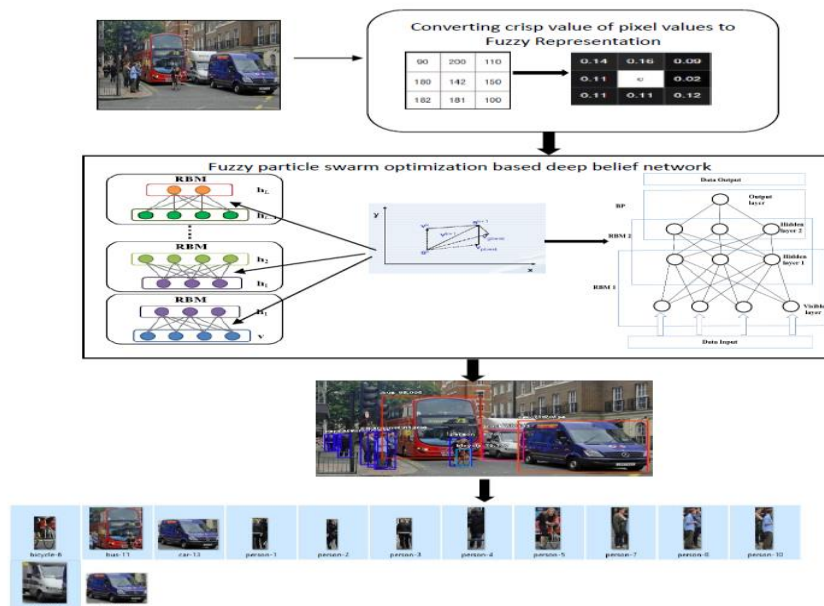 Converting crisp value of pixel values to
Fuzzy Representation
90 200 110
180 142 150
182 181 100
0.14 0.16 0.09
0.11 0.02
0.11 0.11 0.12
Fuzzy particle swarm optimization based deep belief network
RBM
RBM
h₂
h₁
RBM
h₁
v
y
x
Data Output
BP
Output
layer
RBM 2
Hidden
layer 2
Hidden
layer 1
RBM 1
Visible
layer
Data Input
bicycle-6 bus-11 car-13 person-1 person-2 person-3 person-4 person-5 person-7 person-8 person-10